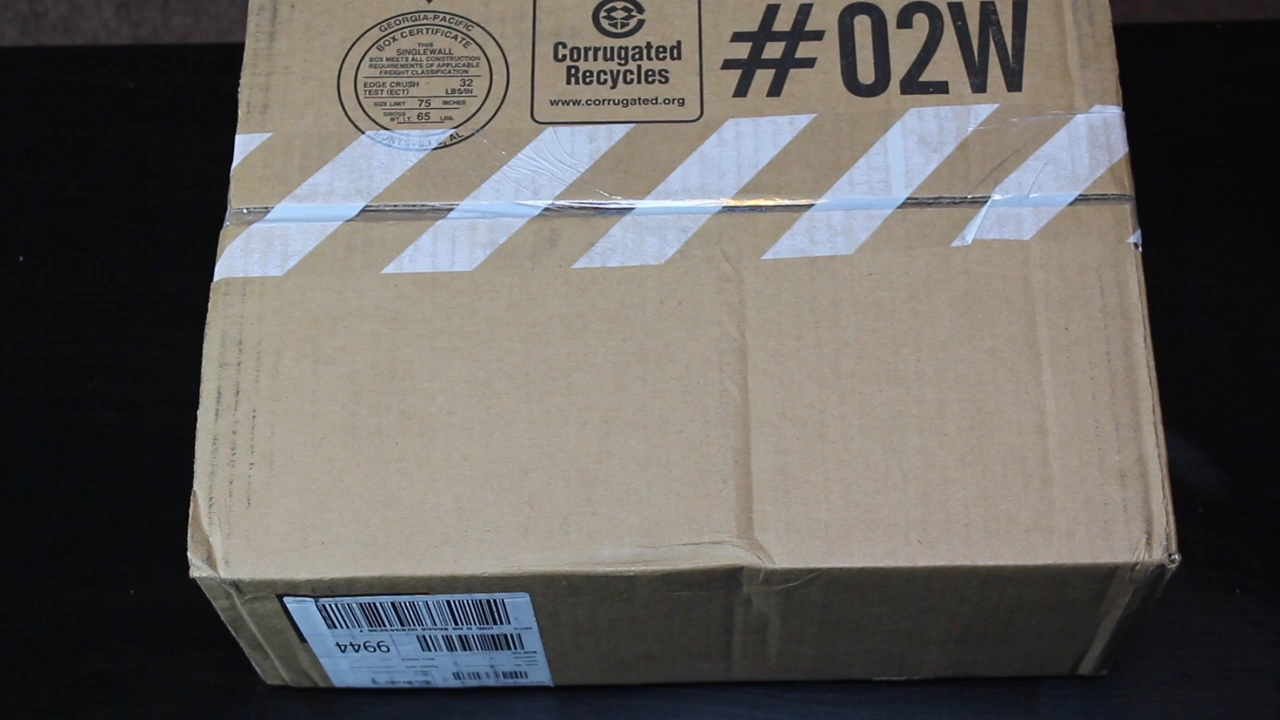 GEORGIA-PACIFIC
BOX CERTIFICATE
THIS
SINGLEWALL
BOX MEETS ALL CONSTRUCTION
REQUIREMENTS OF APPLICABLE
FREIGHT CLASSIFICATION
EDGE CRUSH 32
TEST (ECT) LBS/IN
SIZE LIMIT 75 INCHES
GROSS
WT. LT. 65 LBS.
AL
Corrugated
Recycles
www.corrugated.org
#02W
9944